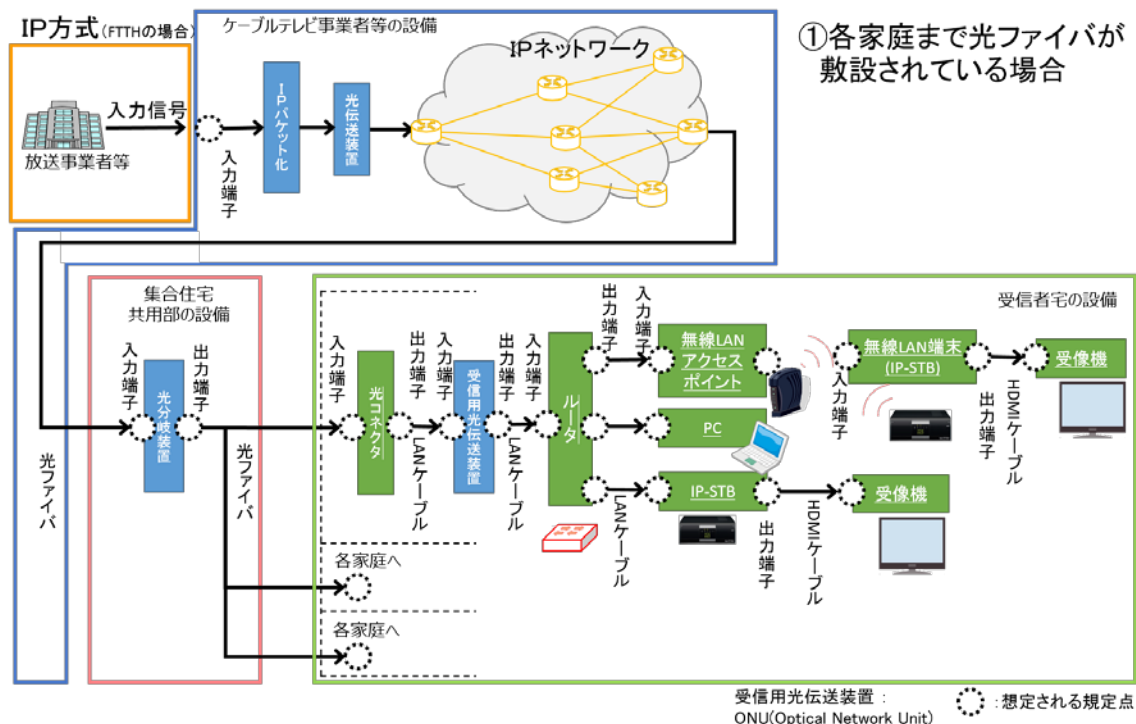 IP方式(FTTHの場合)
ケーブルテレビ事業者等の設備
①各家庭まで光ファイバが
敷設されている場合
IPネットワーク
入力信号
放送事業者等
入力端子
IPパケット化
光伝送装置
集合住宅
共用部の設備
受信者宅の設備
光ファイバ
入力端子
光分岐装置
出力端子
光ファイバ
入力端子
光コネクタ
出力端子
LANケーブル
入力端子
受信用光伝送装置
出力端子
LANケーブル
入力端子
ルータ
出力端子
入力端子
無線LAN
アクセス
ポイント
入力端子
無線LAN端末
(IP-STB)
出力端子
HDMIケーブル
受像機
PC
LANケーブル
IP-STB
出力端子
HDMIケーブル
受像機
各家庭へ
各家庭へ
受信用光伝送装置：
ONU(Optical Network Unit)
：想定される規定点